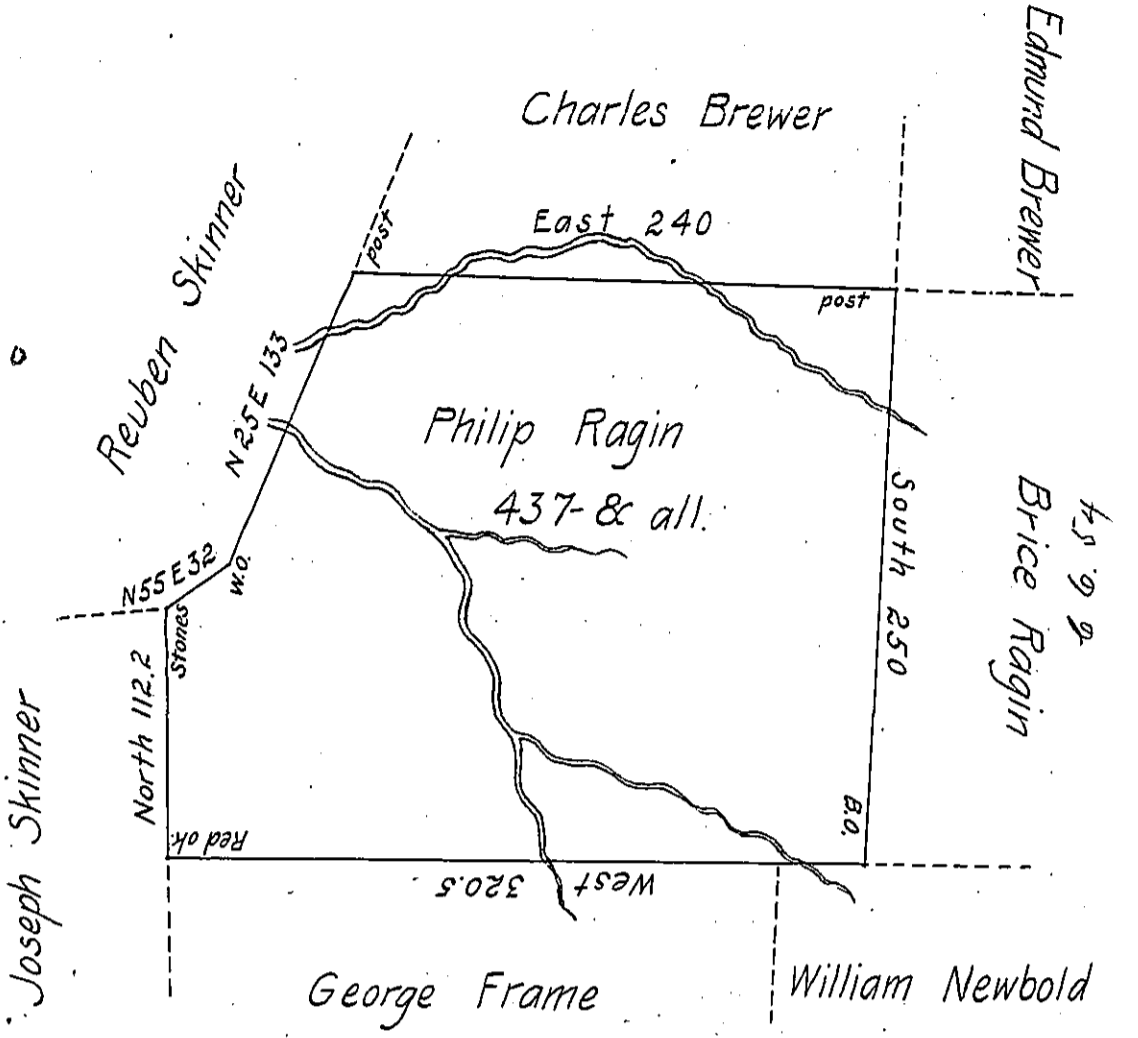 Edmund Brewer
Charles Brewer
Reuben Skinner
post
East 240
post
N25E 133
Philip Ragin
437-& all.
South 250
Brice Ragin
N55E32
W.O.
Stones
North 112.2
Joseph Skinner
Red ok.
B.O.
West 320.5
George Frame
William Newbold